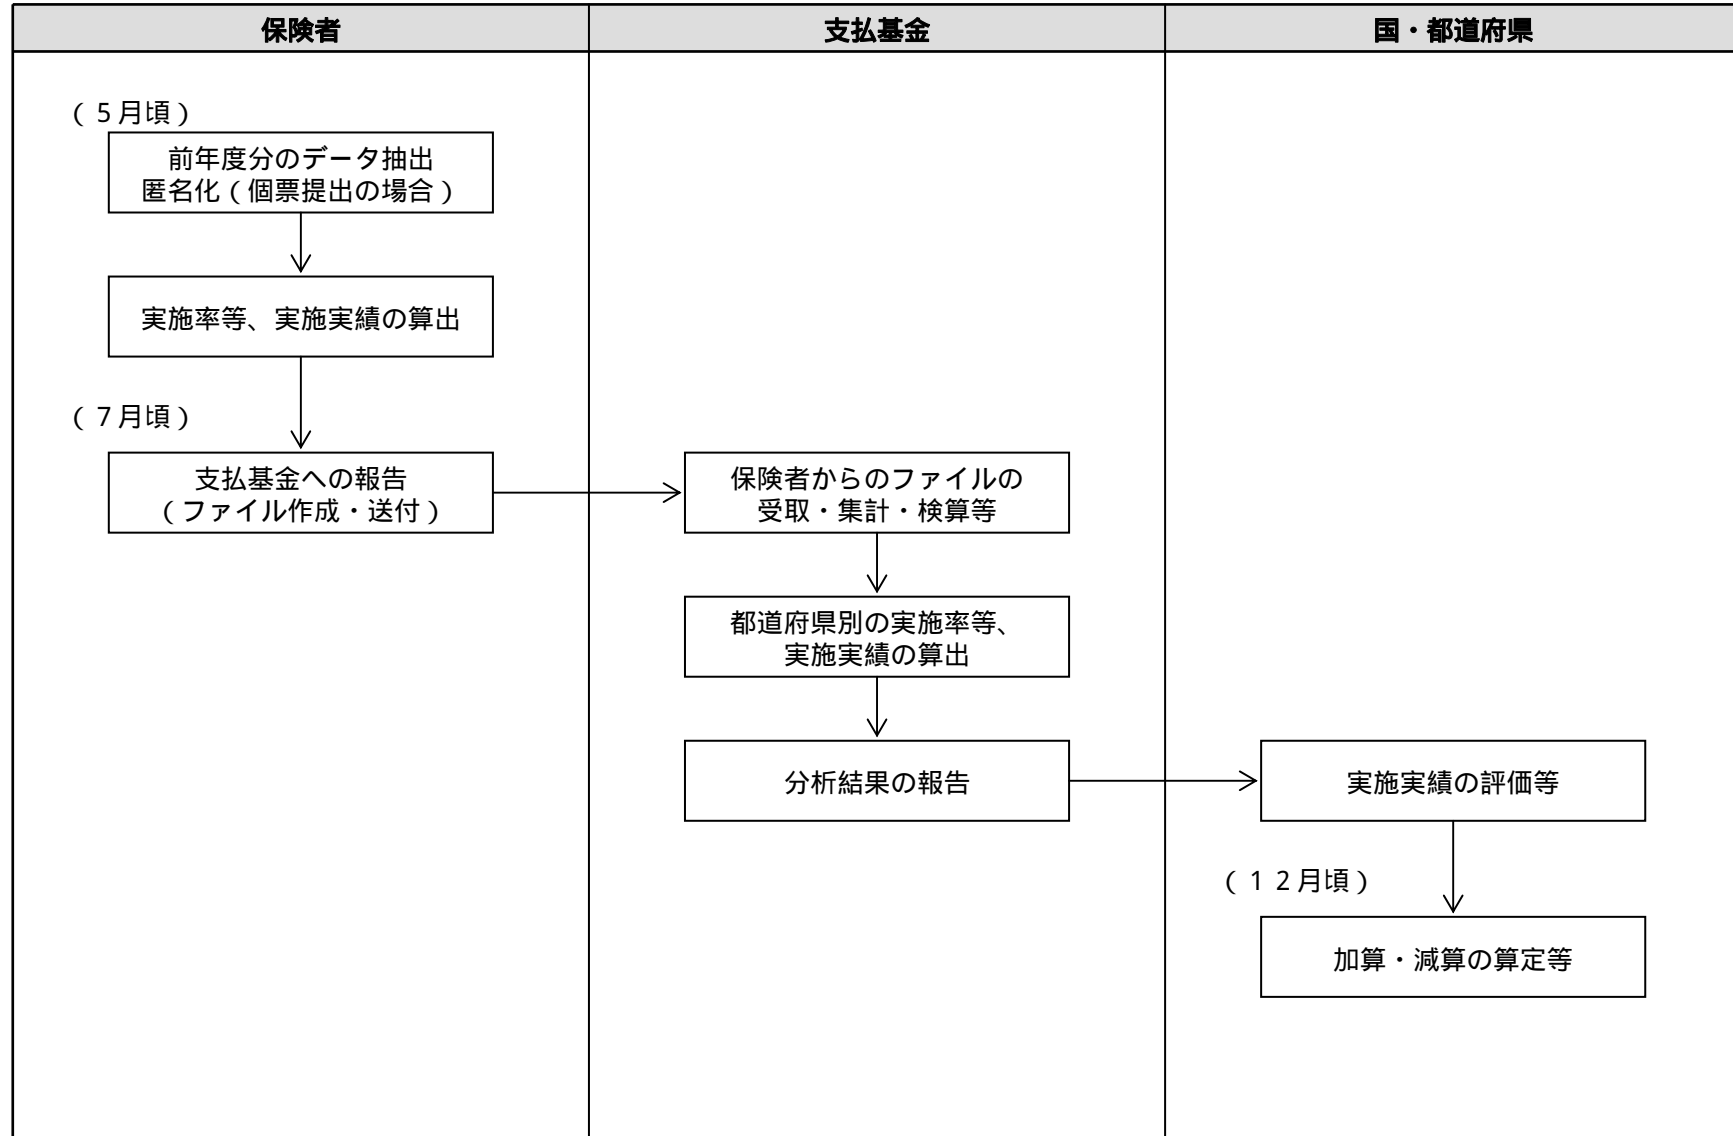 保険者
支払基金
国・都道府県
（５月頃）
前年度分のデータ抽出
匿名化（個票提出の場合）
実施率等、実施実績の算出
（７月頃）
支払基金への報告
（ファイル作成・送付）
保険者からのファイルの
受取・集計・検算等
都道府県別の実施率等、
実施実績の算出
分析結果の報告
実施実績の評価等
（１２月頃）
加算・減算の算定等